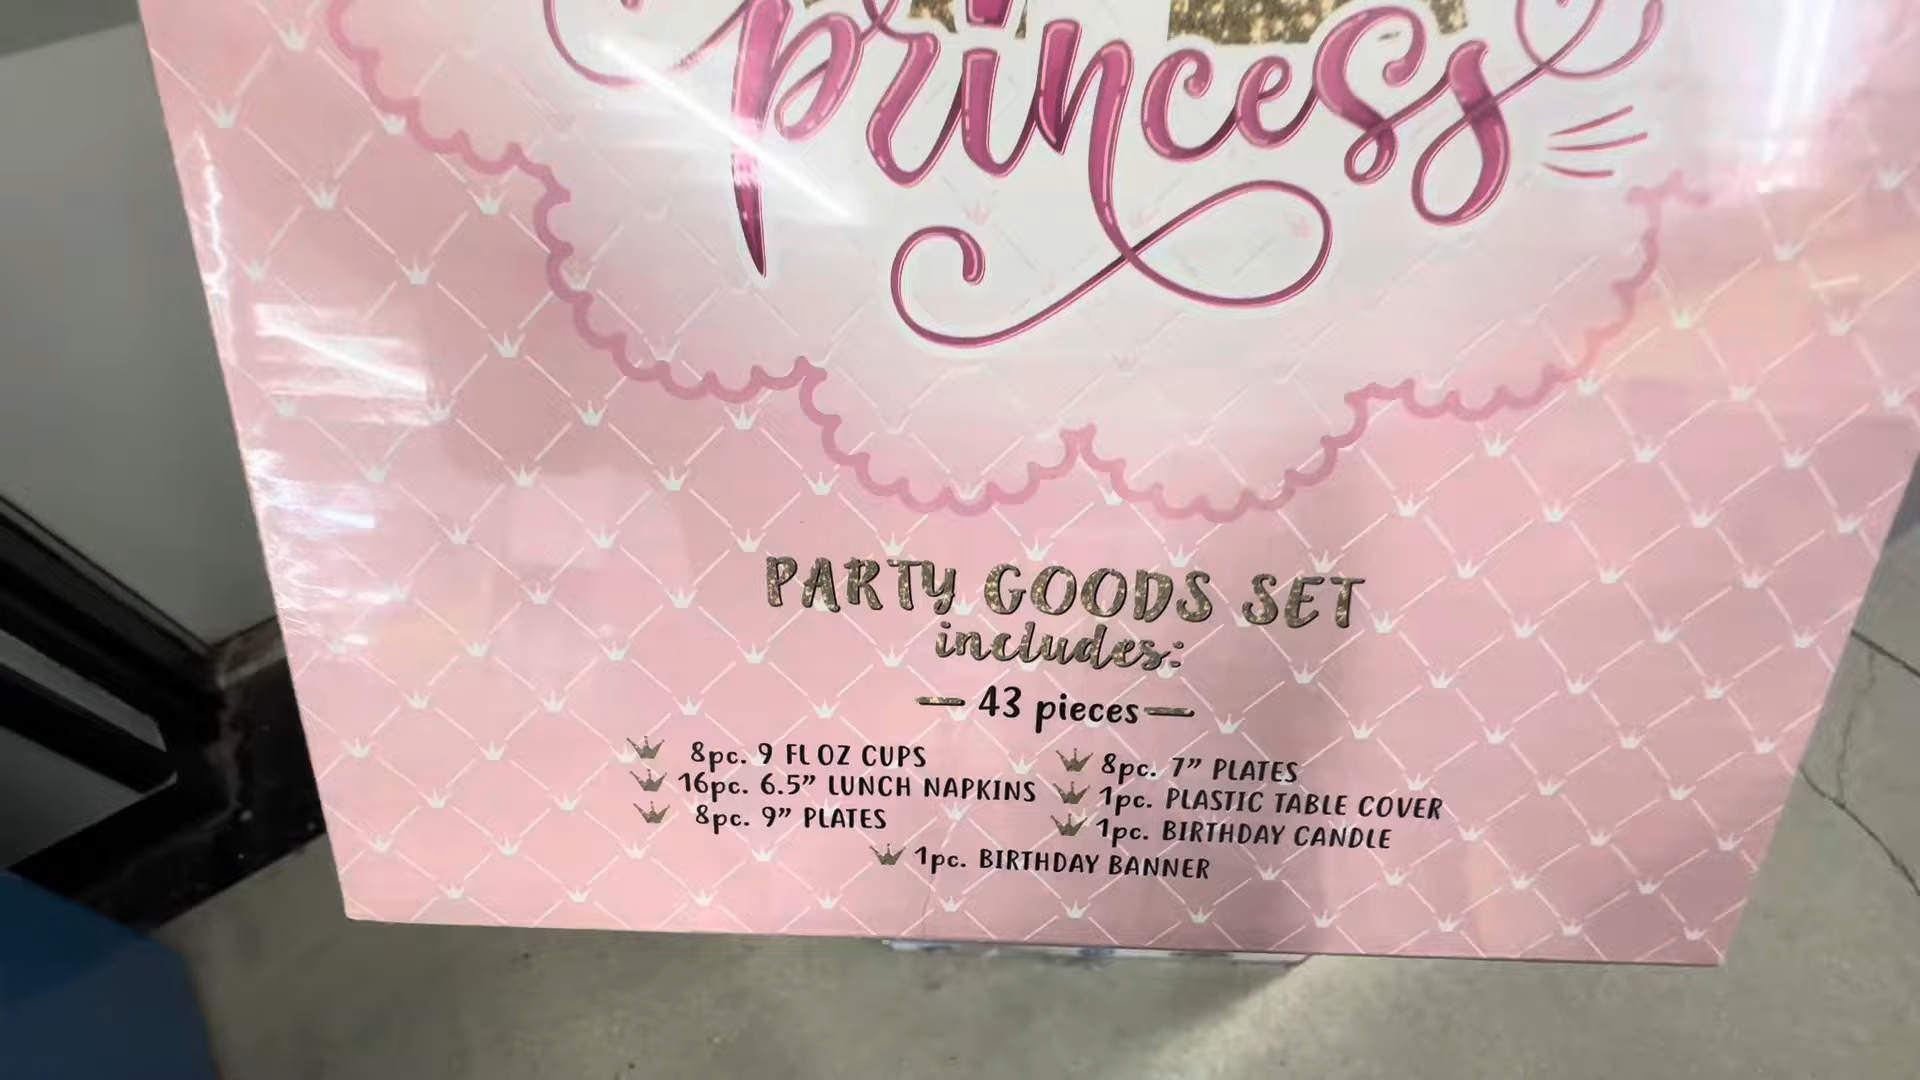 princess
PARTY GOODS SET
includes:
43 pieces
8pc. 9 FL OZ CUPS
16pc. 6.5” LUNCH NAPKINS
8pc. 9” PLATES
8pc. 7” PLATES
1pc. PLASTIC TABLE COVER
1pc. BIRTHDAY CANDLE
1pc. BIRTHDAY BANNER